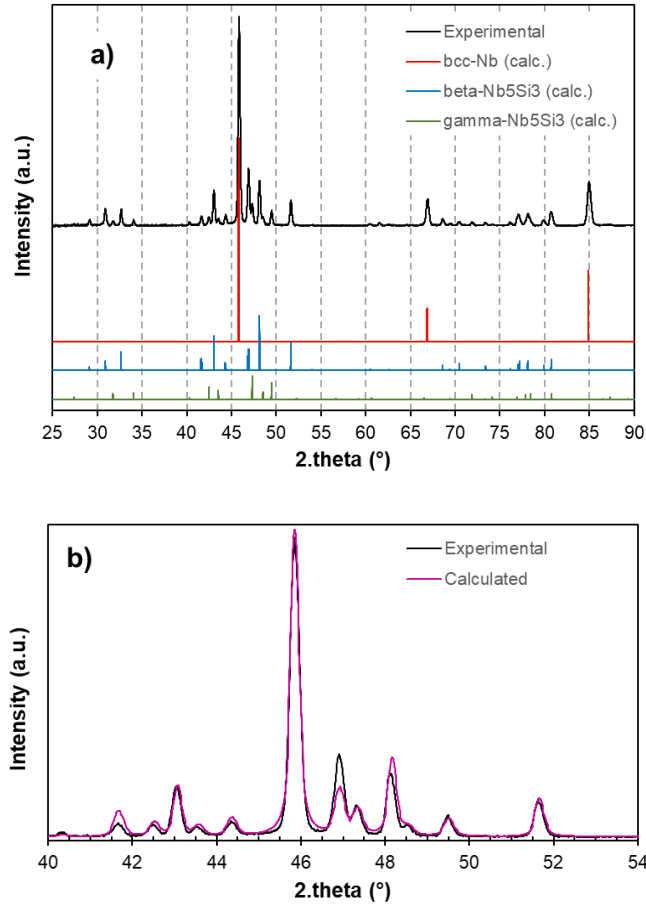 a)
Experimental
bcc-Nb (calc.)
beta-Nb5Si3 (calc.)
gamma-Nb5Si3 (calc.)
Intensity (a.u.)
25 30 35 40 45 50 55 60 65 70 75 80 85 90
2.theta (°)
b)
Experimental
Calculated
Intensity (a.u.)
40 42 44 46 48 50 52 54
2.theta (°)